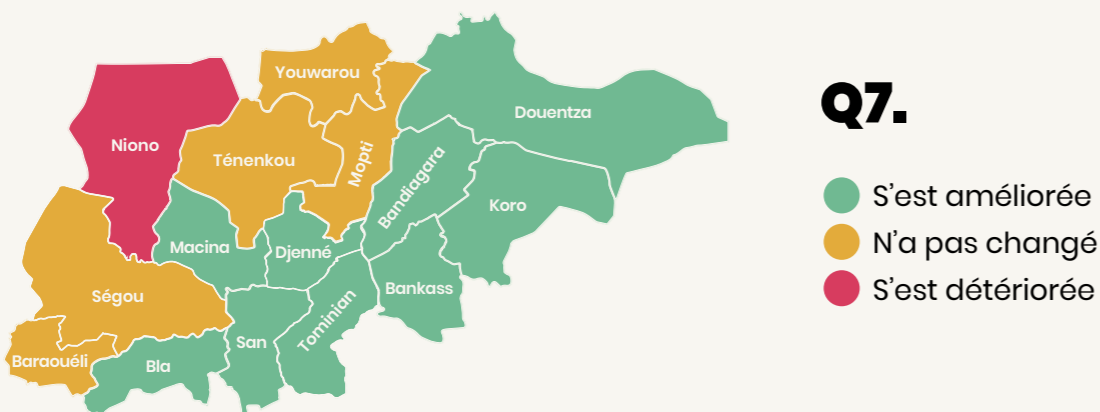 Youwarou
Douentza
Niono
Ténenkou
Mopti
Bandiagara
Koro
Macina
Djenné
Bankass
Ségou
Tominian
San
Baraouéli
Bla
Q7.
S'est améliorée
N'a pas changé
S'est détériorée